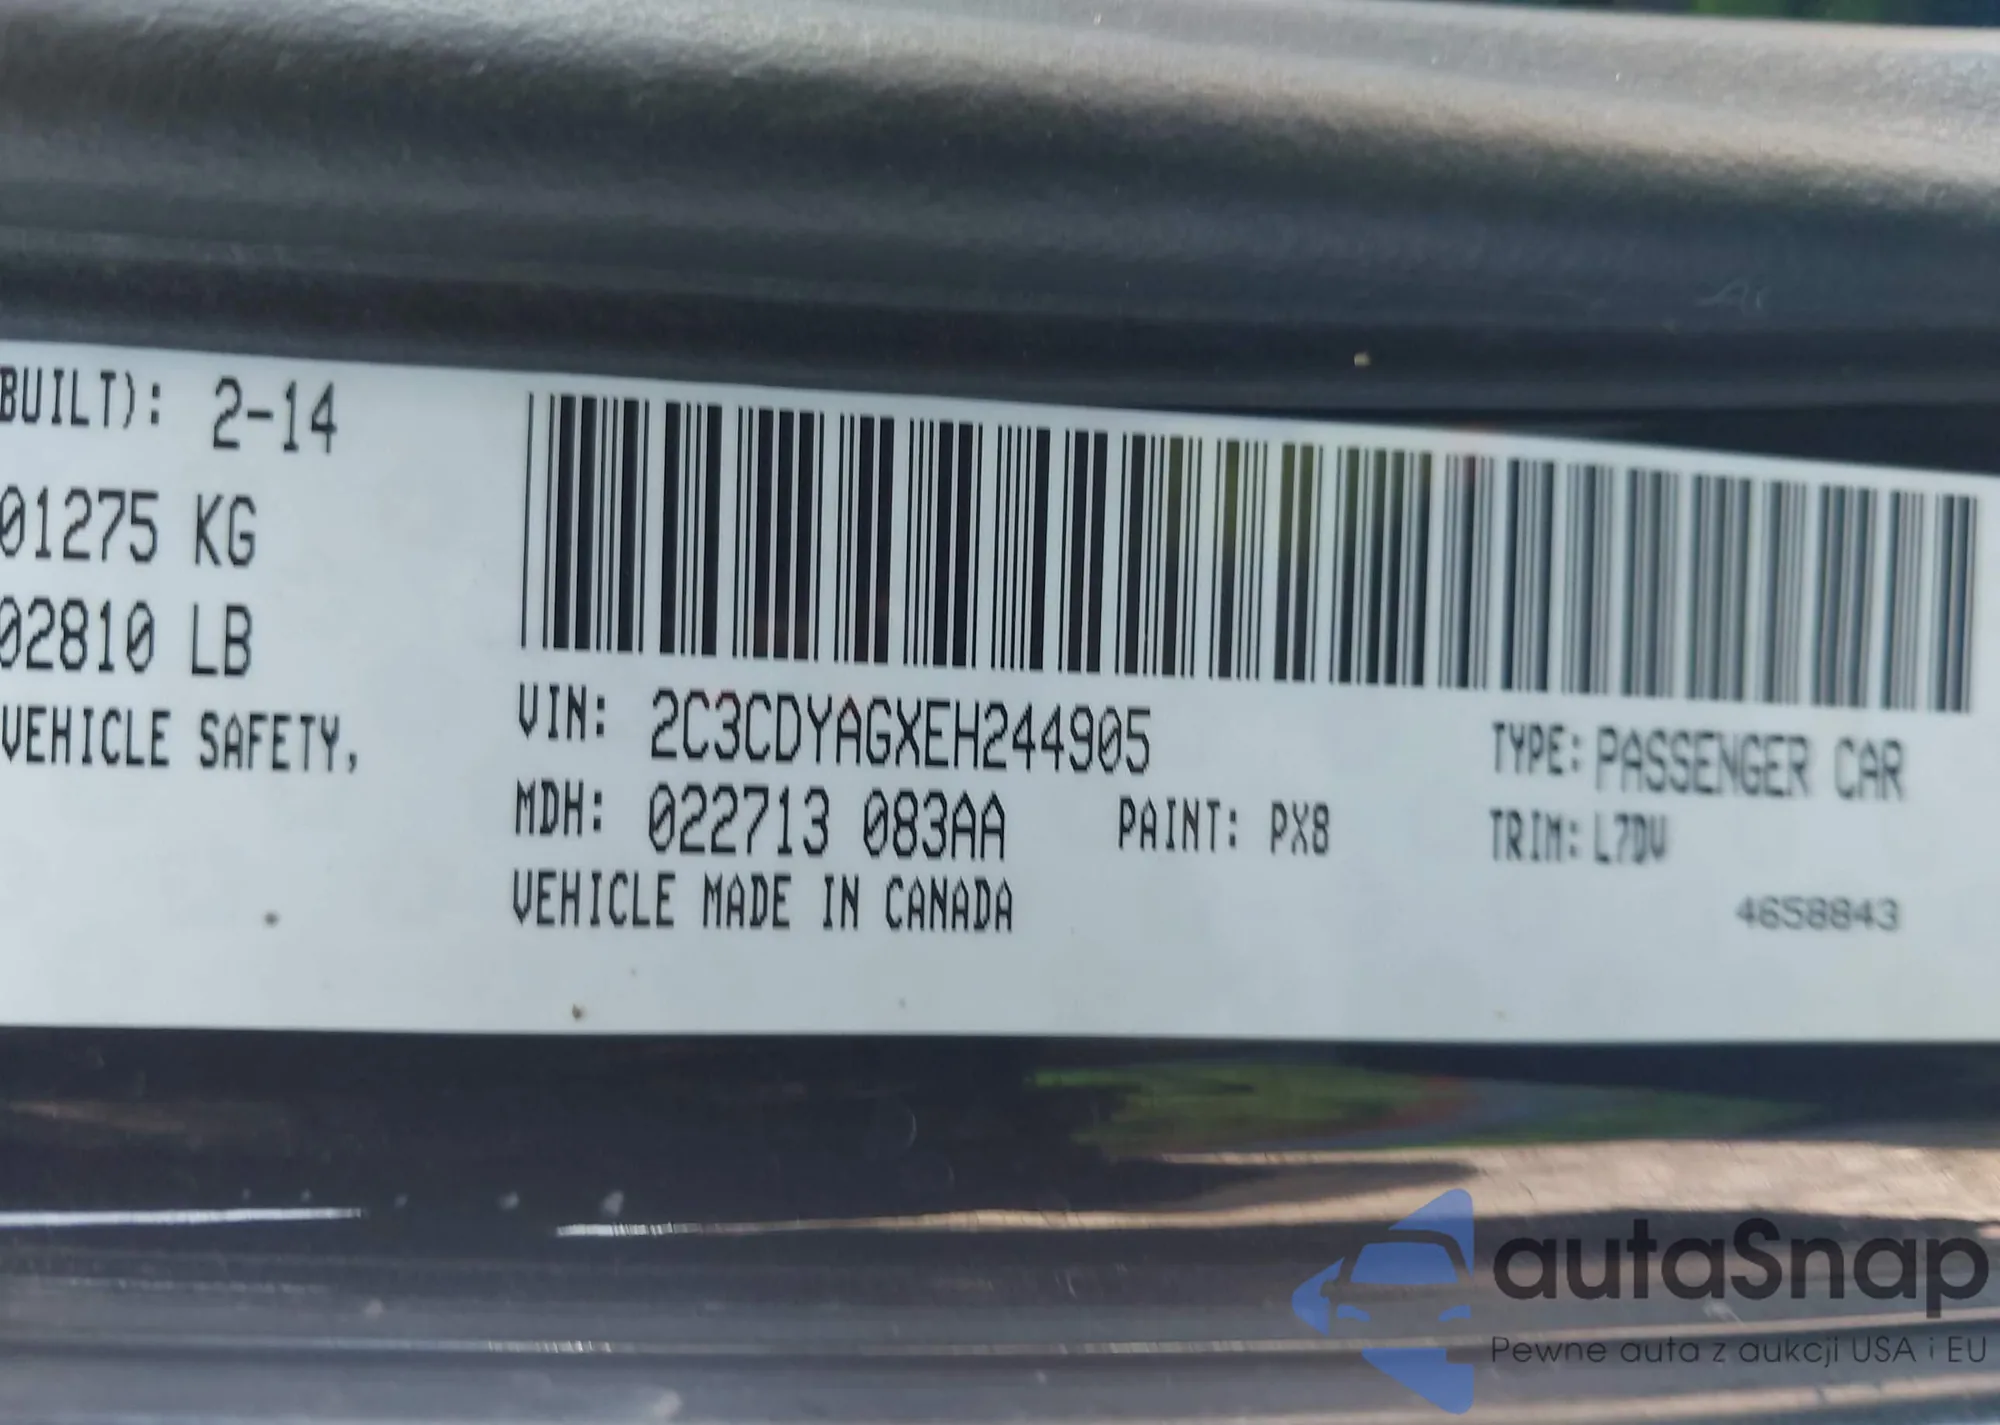 BUILT): 2-14
01275 KG
02810 LB
VEHICLE SAFETY,
VIN: 2C3CDYAGXEH244905
MDH: 022713 083AA PAINT: PX8
VEHICLE MADE IN CANADA
TYPE: PASSENGER CAR
TRIM: L7DV
4658843
autaSnap
Pewne auta z aukcji USA i EU